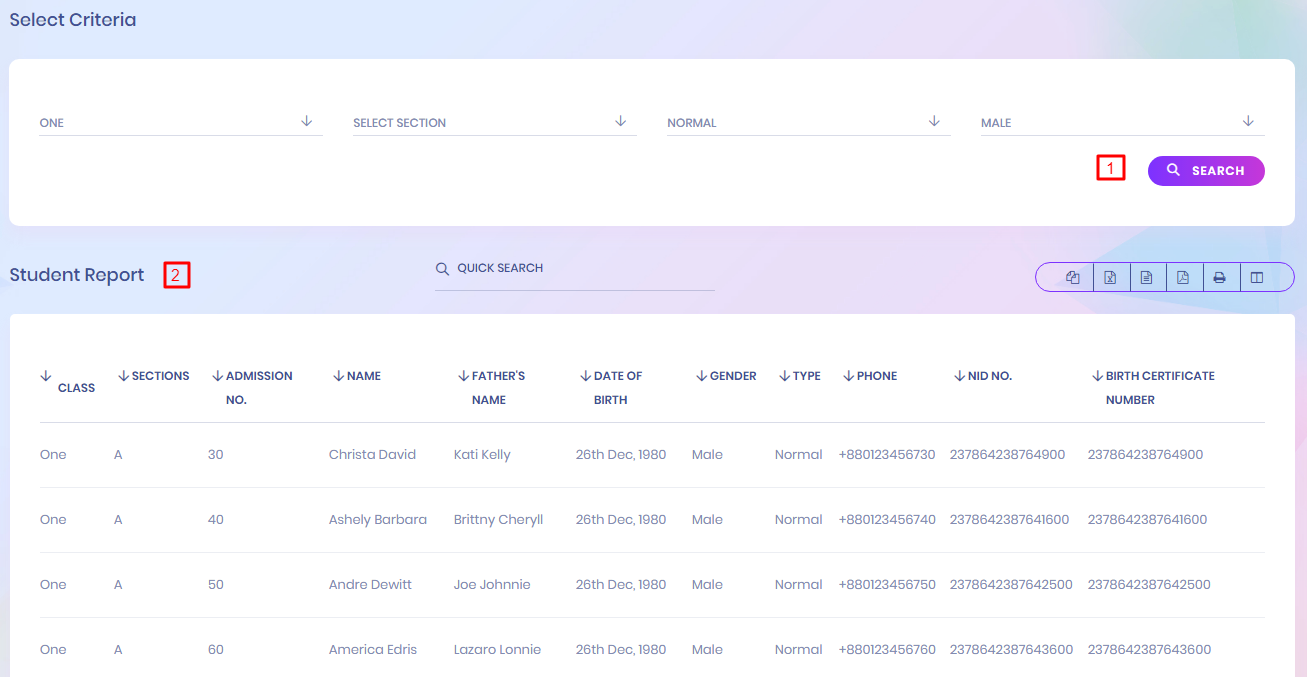 Select Criteria
ONE SELECT SECTION NORMAL MALE
1 SEARCH
Student Report 2 QUICK SEARCH
CLASS SECTIONS ADMISSION NO. NAME FATHER'S NAME DATE OF BIRTH GENDER TYPE PHONE NID NO. BIRTH CERTIFICATE NUMBER
One A 30 Christa David Kati Kelly 26th Dec, 1980 Male Normal +880123456730 237864238764900 237864238764900
One A 40 Ashely Barbara Brittny Cheryll 26th Dec, 1980 Male Normal +880123456740 2378642387641600 2378642387641600
One A 50 Andre Dewitt Joe Johnnie 26th Dec, 1980 Male Normal +880123456750 2378642387642500 2378642387642500
One A 60 America Edris Lazaro Lonnie 26th Dec, 1980 Male Normal +880123456760 2378642387643600 2378642387643600